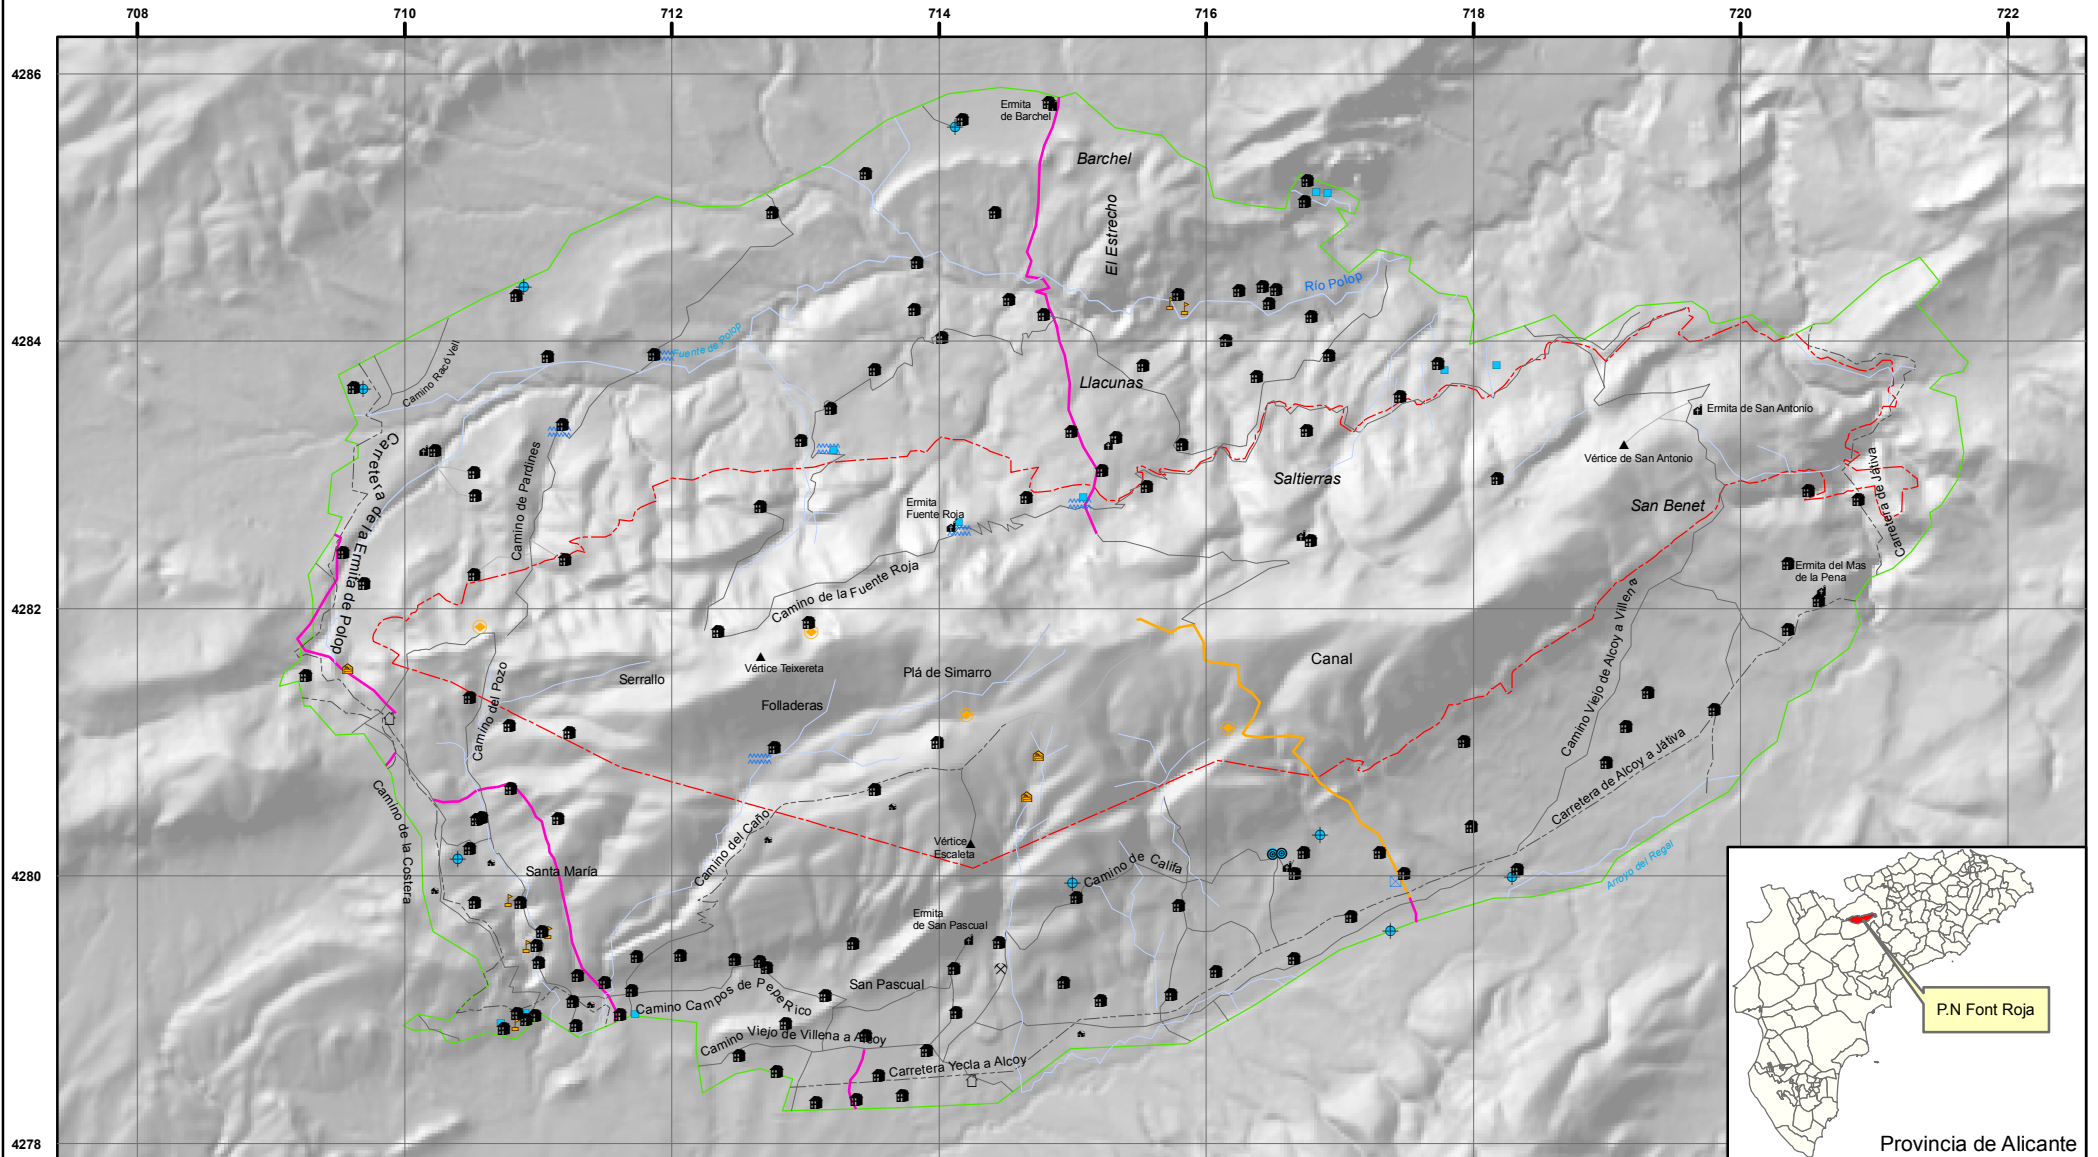 708 710 712 714 716 718 720 722
4286
4284
4282
4280
4278
Ermita
de Barchel
Barchel
El Estrecho
Río Polop
Fuente de Polop
Camino Racó Vell
Llacunas
Ermita de San Antonio
Vértice de San Antonio
Carretera de la Ermita de Polop
Camino de Pardines
Carretera de Játiva
Saltierras
San Benet
Ermita
Fuente Roja
Ermita del Mas
de la Pena
Camino de la Fuente Roja
Camino Viejo de Alcoy a Villena
Canal
Vértice Teixereta
Plá de Simarro
Serrallo
Camino del Pozo
Folladeras
Carretera de Alcoy a Játiva
Camino de la Costera
Camino del Caño
Vértice
Escaleta
Camino de Califa
Santa María
Arroyo del Regal
Ermita
de San Pascual
San Pascual
Camino Campos de Pepe Rico
Camino Viejo de Villena a Alcoy
Carretera Yecla a Alcoy
P.N Font Roja
Provincia de Alicante